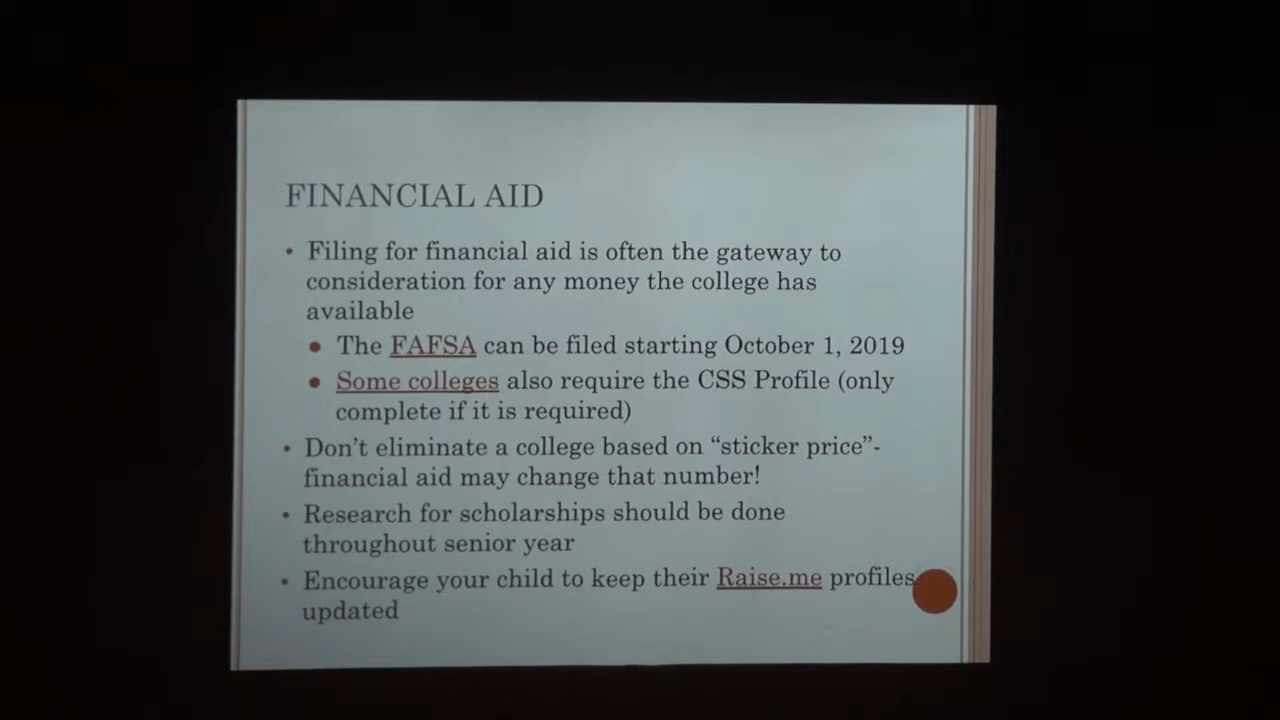 FINANCIAL AID
• Filing for financial aid is often the gateway to
consideration for any money the college has
available
• The FAFSA can be filed starting October 1, 2019
• Some colleges also require the CSS Profile (only
complete if it is required)
• Don’t eliminate a college based on “sticker price”-
financial aid may change that number!
• Research for scholarships should be done
throughout senior year
• Encourage your child to keep their Raise.me profiles
updated